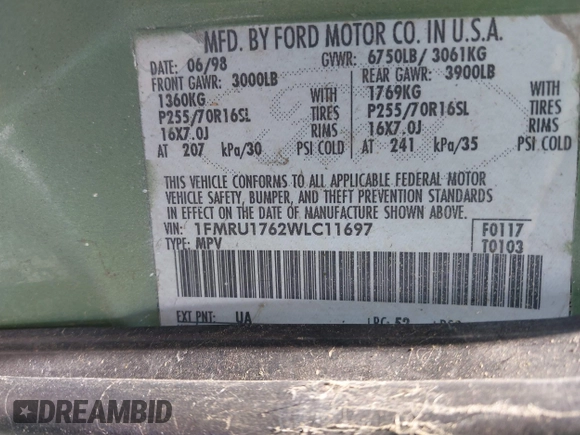 MFD. BY FORD MOTOR CO. IN U.S.A.
DATE: 06/98 GVWR: 6750LB/ 3061KG
FRONT GAWR: 3000LB REAR GAWR: 3900LB
1360KG WITH 1769KG WITH
P255/70R16SL TIRES P255/70R16SL TIRES
16X7.0J RIMS 16X7.0J RIMS
AT 207 kPa/30 PSI COLD AT 241 kPa/35 PSI COLD
THIS VEHICLE CONFORMS TO ALL APPLICABLE FEDERAL MOTOR
VEHICLE SAFETY, BUMPER, AND THEFT PREVENTION STANDARDS
IN EFFECT ON THE DATE OF MANUFACTURE SHOWN ABOVE.
VIN: 1FMRU1762WLC11697 F0117
TYPE: MPV T0103
EXT PNT: UA RC: 52
DREAMBID